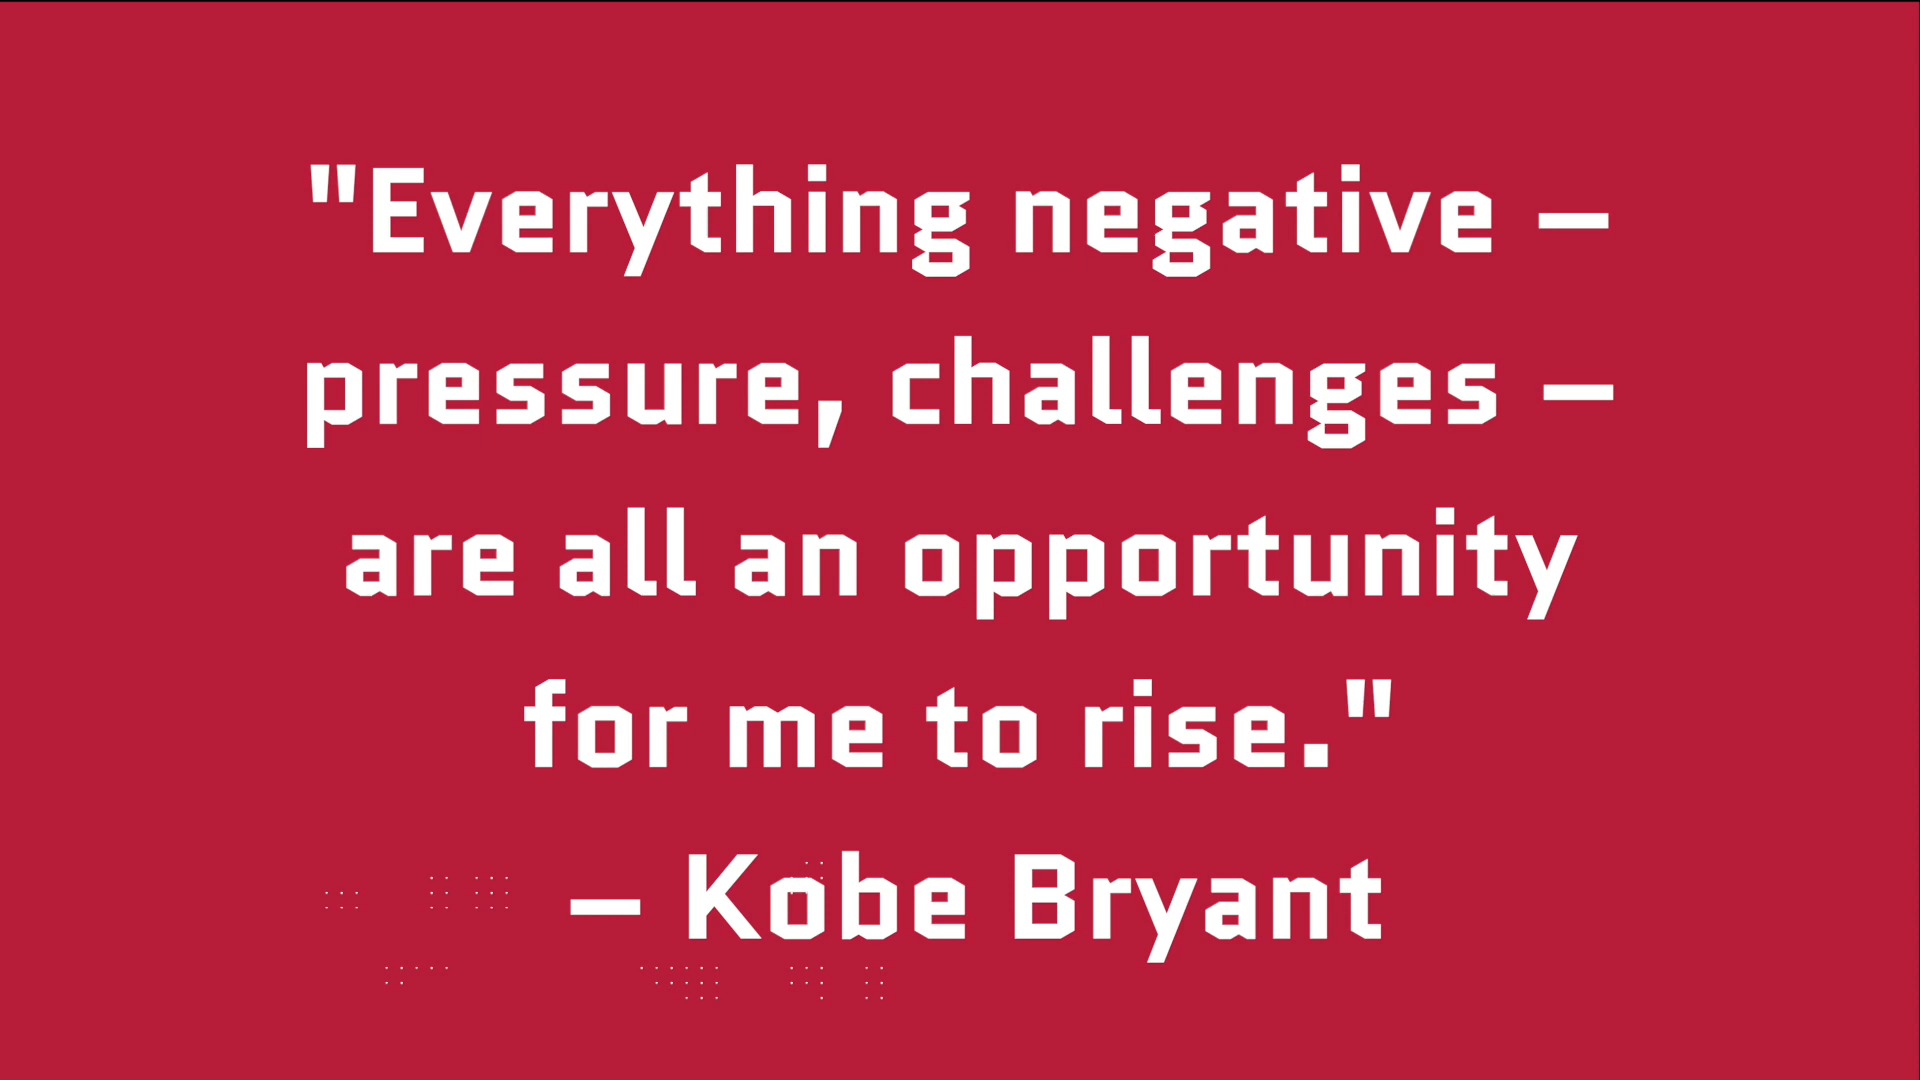 "Everything negative –
pressure, challenges –
are all an opportunity
for me to rise."
– Kobe Bryant